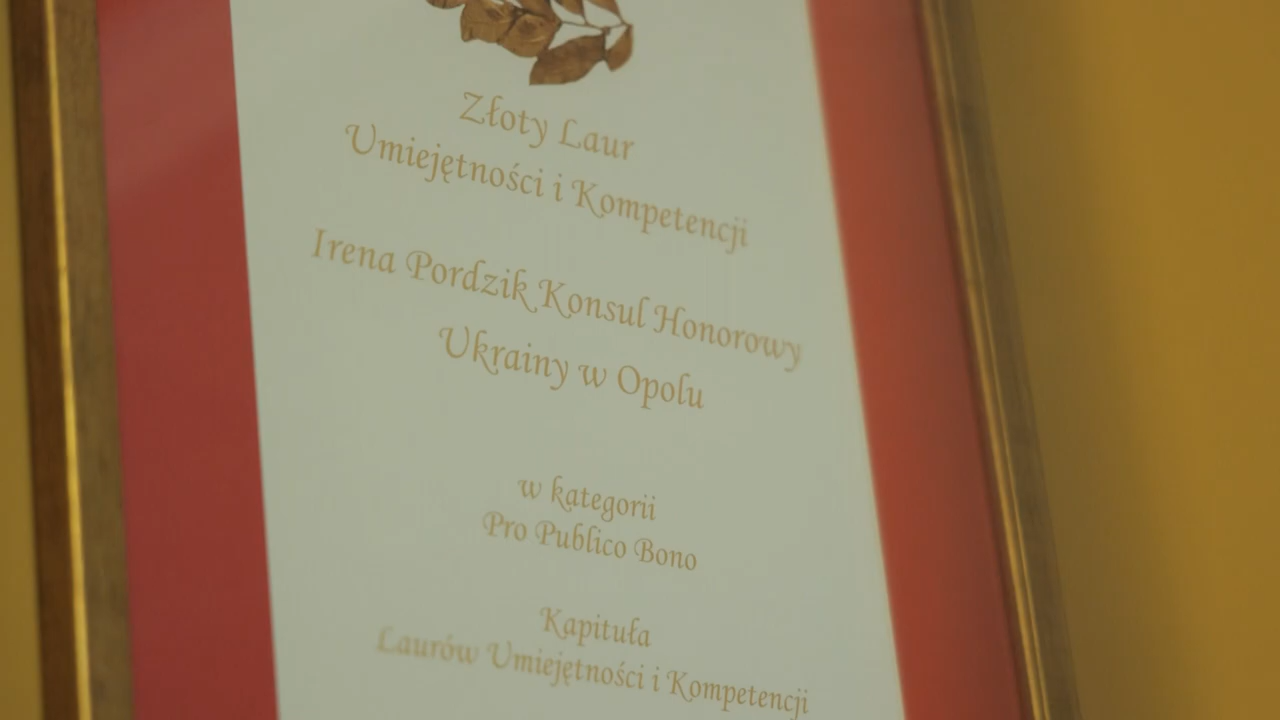 Złoty Laur
Umiejętności i Kompetencji
Irena Pordzik Konsul Honorowy
Ukrainy w Opolu
w kategorii
Pro Publico Bono
Kapituła
Laurów Umiejętności i Kompetencji